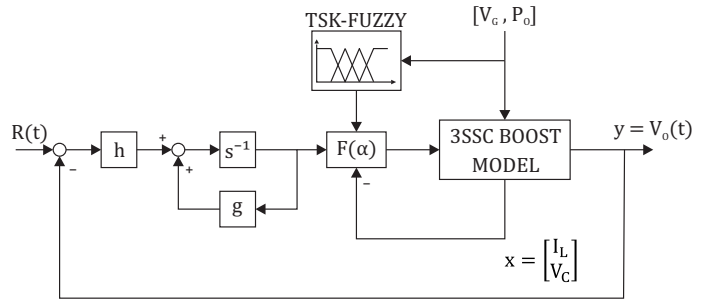 TSK-FUZZY
[V_G , P_O]
R(t)
−
h
+
+
s⁻¹
g
F(α)
−
3SSC BOOST
MODEL
y = V_o(t)
x = [I_L
V_C]